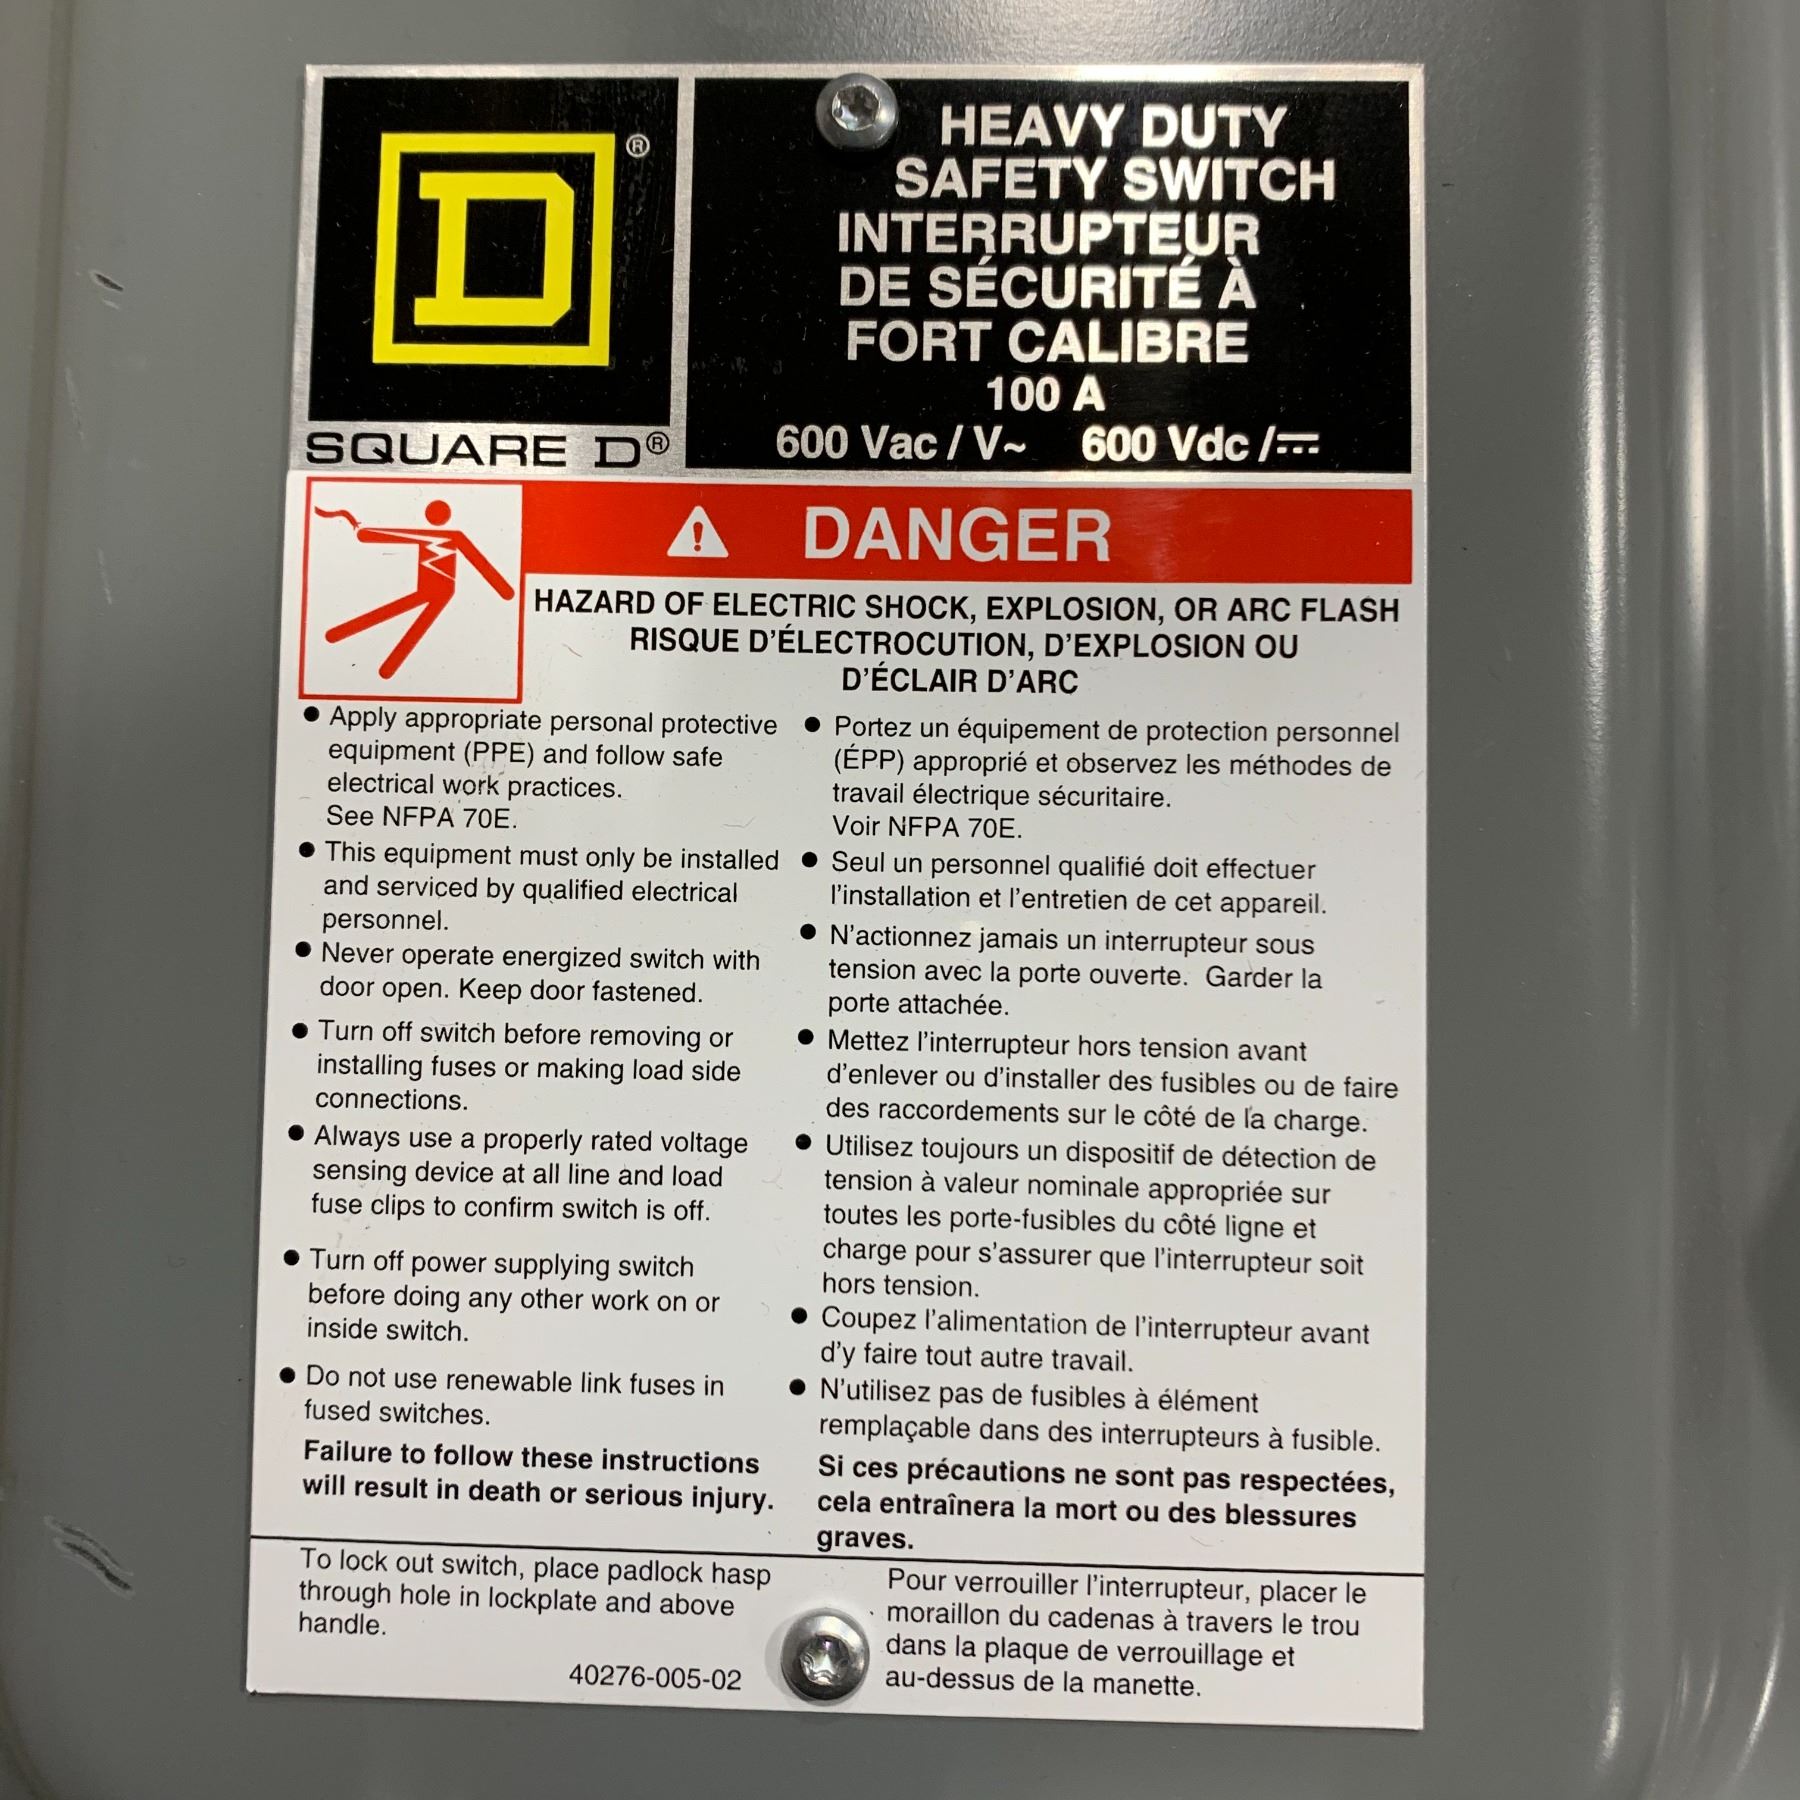 D®
SQUARE D®
HEAVY DUTY
SAFETY SWITCH
INTERRUPTEUR
DE SÉCURITÉ À
FORT CALIBRE
100 A
600 Vac / V~ 600 Vdc /⎓
DANGER
HAZARD OF ELECTRIC SHOCK, EXPLOSION, OR ARC FLASH
RISQUE D'ÉLECTROCUTION, D'EXPLOSION OU
D'ÉCLAIR D'ARC
● Apply appropriate personal protective
equipment (PPE) and follow safe
electrical work practices.
See NFPA 70E.
● This equipment must only be installed
and serviced by qualified electrical
personnel.
● Never operate energized switch with
door open. Keep door fastened.
● Turn off switch before removing or
installing fuses or making load side
connections.
● Always use a properly rated voltage
sensing device at all line and load
fuse clips to confirm switch is off.
● Turn off power supplying switch
before doing any other work on or
inside switch.
● Do not use renewable link fuses in
fused switches.
Failure to follow these instructions
will result in death or serious injury.
● Portez un équipement de protection personnel
(ÉPP) approprié et observez les méthodes de
travail électrique sécuritaire.
Voir NFPA 70E.
● Seul un personnel qualifié doit effectuer
l'installation et l'entretien de cet appareil.
● N'actionnez jamais un interrupteur sous
tension avec la porte ouverte. Garder la
porte attachée.
● Mettez l'interrupteur hors tension avant
d'enlever ou d'installer des fusibles ou de faire
des raccordements sur le côté de la charge.
● Utilisez toujours un dispositif de détection de
tension à valeur nominale appropriée sur
toutes les porte-fusibles du côté ligne et
charge pour s'assurer que l'interrupteur soit
hors tension.
● Coupez l'alimentation de l'interrupteur avant
d'y faire tout autre travail.
● N'utilisez pas de fusibles à élément
remplaçable dans des interrupteurs à fusible.
Si ces précautions ne sont pas respectées,
cela entraînera la mort ou des blessures
graves.
To lock out switch, place padlock hasp
through hole in lockplate and above
handle.
40276-005-02
Pour verrouiller l'interrupteur, placer le
moraillon du cadenas à travers le trou
dans la plaque de verrouillage et
au-dessus de la manette.